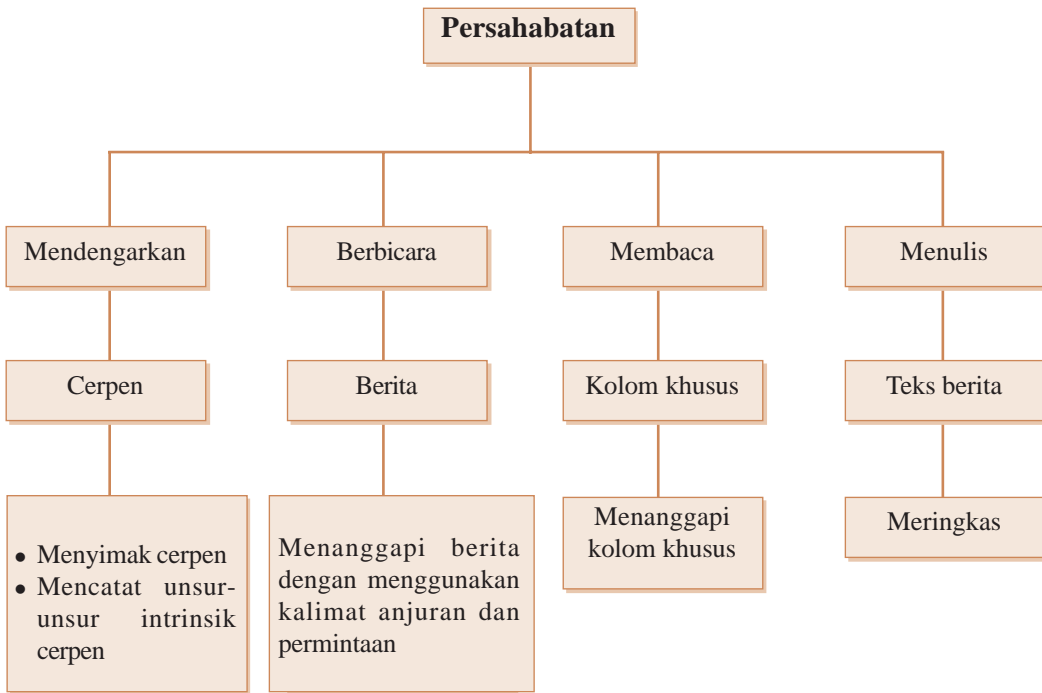 Persahabatan
Mendengarkan
Berbicara
Membaca
Menulis
Cerpen
Berita
Kolom khusus
Teks berita
• Menyimak cerpen
• Mencatat unsur-
unsur intrinsik
cerpen
Menanggapi berita
dengan menggunakan
kalimat anjuran dan
permintaan
Menanggapi
kolom khusus
Meringkas